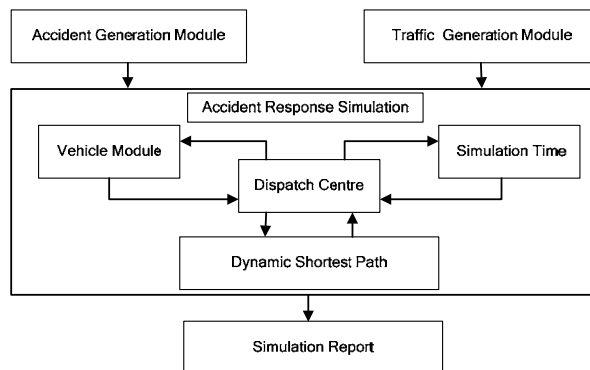 Accident Generation Module
Traffic Generation Module
Accident Response Simulation
Vehicle Module
Simulation Time
Dispatch Centre
Dynamic Shortest Path
Simulation Report